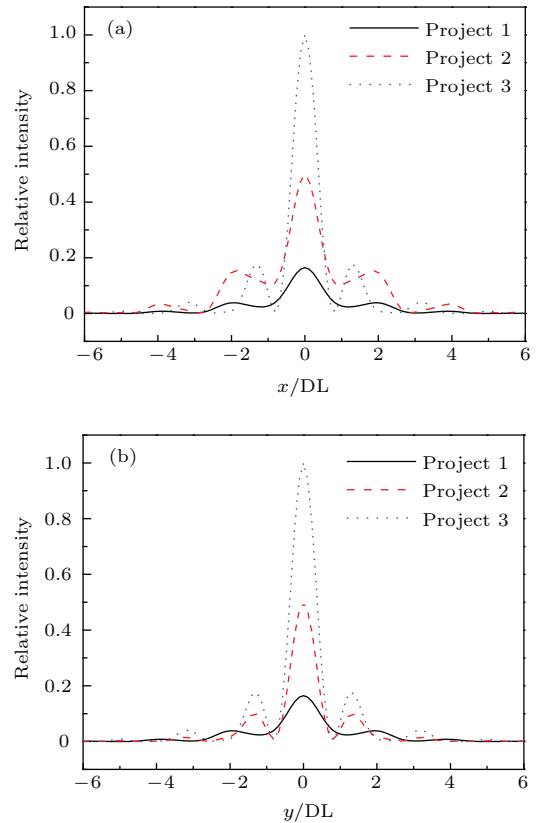 (a)
Project 1
Project 2
Project 3
1.0
0.8
0.6
0.4
0.2
0
Relative intensity
−6 −4 −2 0 2 4 6
x/DL
(b)
Project 1
Project 2
Project 3
1.0
0.8
0.6
0.4
0.2
0
Relative intensity
−6 −4 −2 0 2 4 6
y/DL